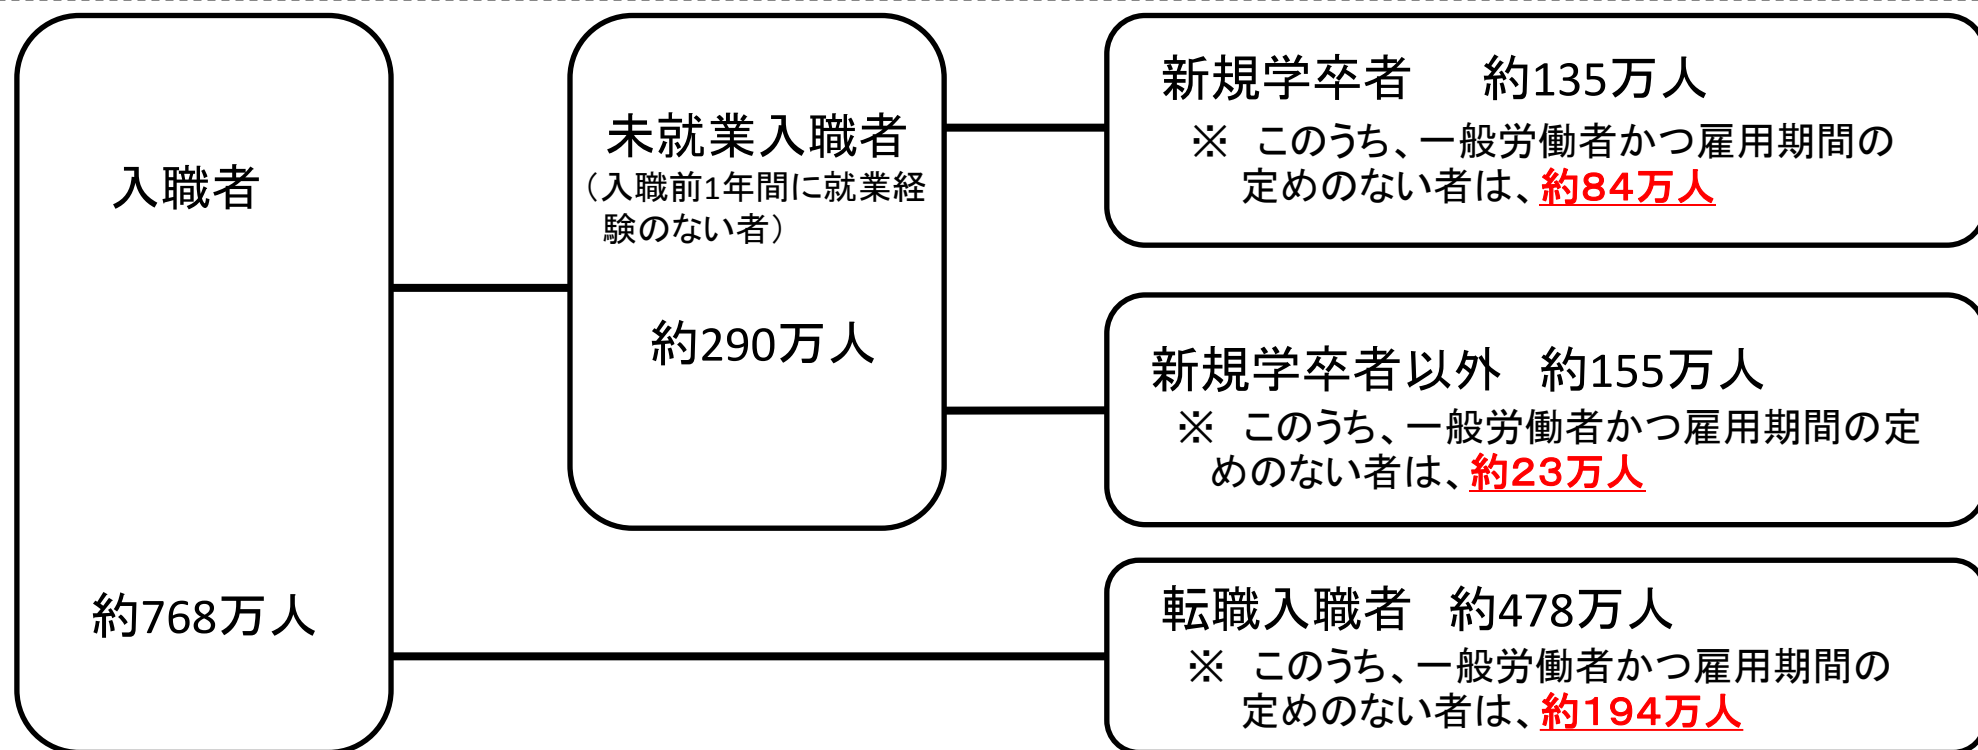 入職者
約768万人
未就業入職者
（入職前1年間に就業経
験のない者）
約290万人
新規学卒者　約135万人
※　このうち、一般労働者かつ雇用期間の
定めのない者は、約84万人
新規学卒者以外　約155万人
※　このうち、一般労働者かつ雇用期間の定
めのない者は、約23万人
転職入職者　約478万人
※　このうち、一般労働者かつ雇用期間の
定めのない者は、約194万人